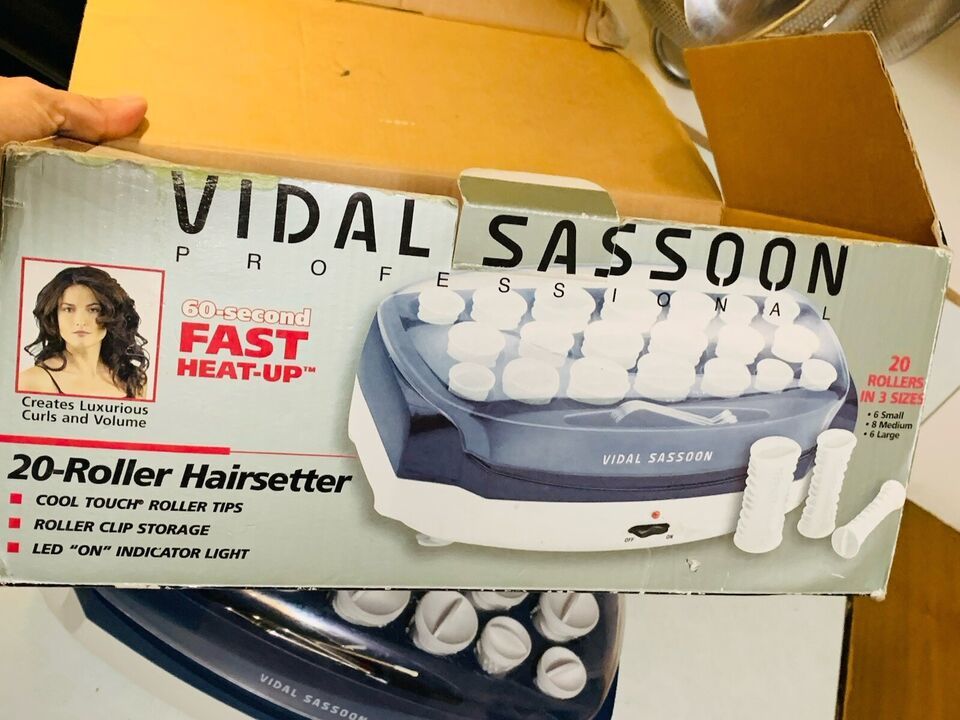 VIDAL SASSOON
PROFESSIONAL
60-second
FAST
HEAT-UP™
Creates Luxurious
Curls and Volume
20-Roller Hairsetter
COOL TOUCH® ROLLER TIPS
ROLLER CLIP STORAGE
LED "ON" INDICATOR LIGHT
20
ROLLERS
IN 3 SIZES
• 6 Small
• 8 Medium
• 6 Large
VIDAL SASSOON
OFF ON
VIDAL SASSOON